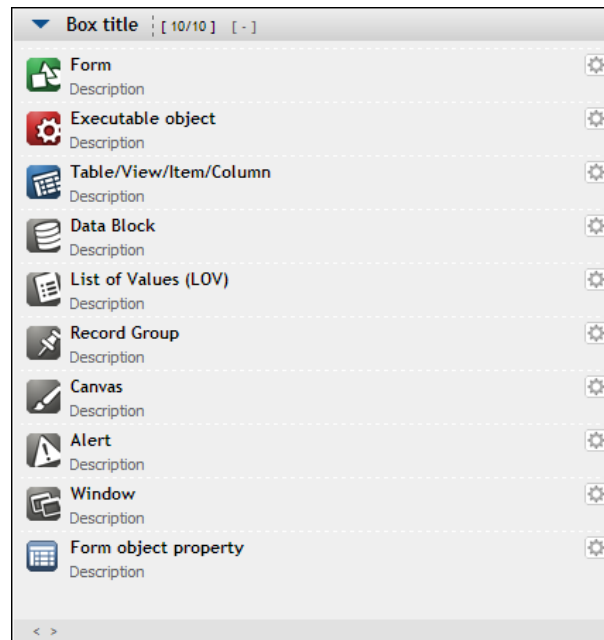 Box title [ 10/10 ] [ - ]
Form
Description
Executable object
Description
Table/View/Item/Column
Description
Data Block
Description
List of Values (LOV)
Description
Record Group
Description
Canvas
Description
Alert
Description
Window
Description
Form object property
Description
< >